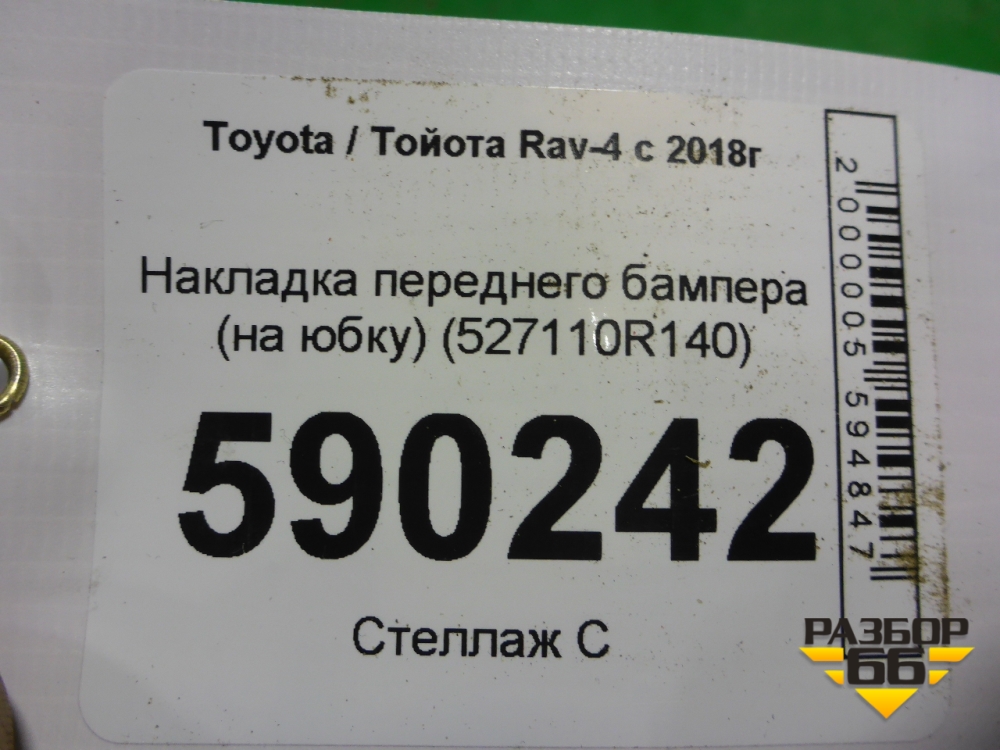 Toyota / Тойота Rav-4 с 2018г
Накладка переднего бампера
(на юбку) (527110R140)
590242
Стеллаж С
2000005594847
РАЗБОР
66